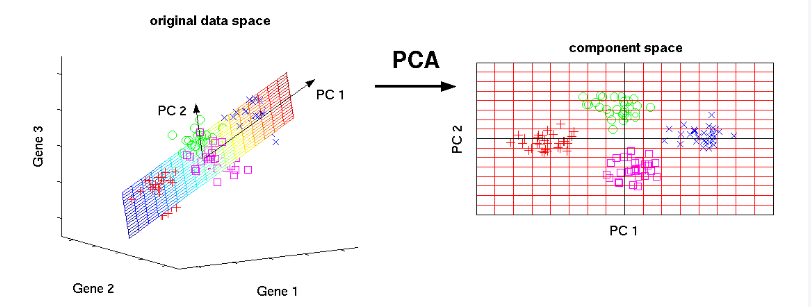 original data space
component space
PCA
PC 2
PC 1
Gene 3
Gene 2
Gene 1
PC 2
PC 1